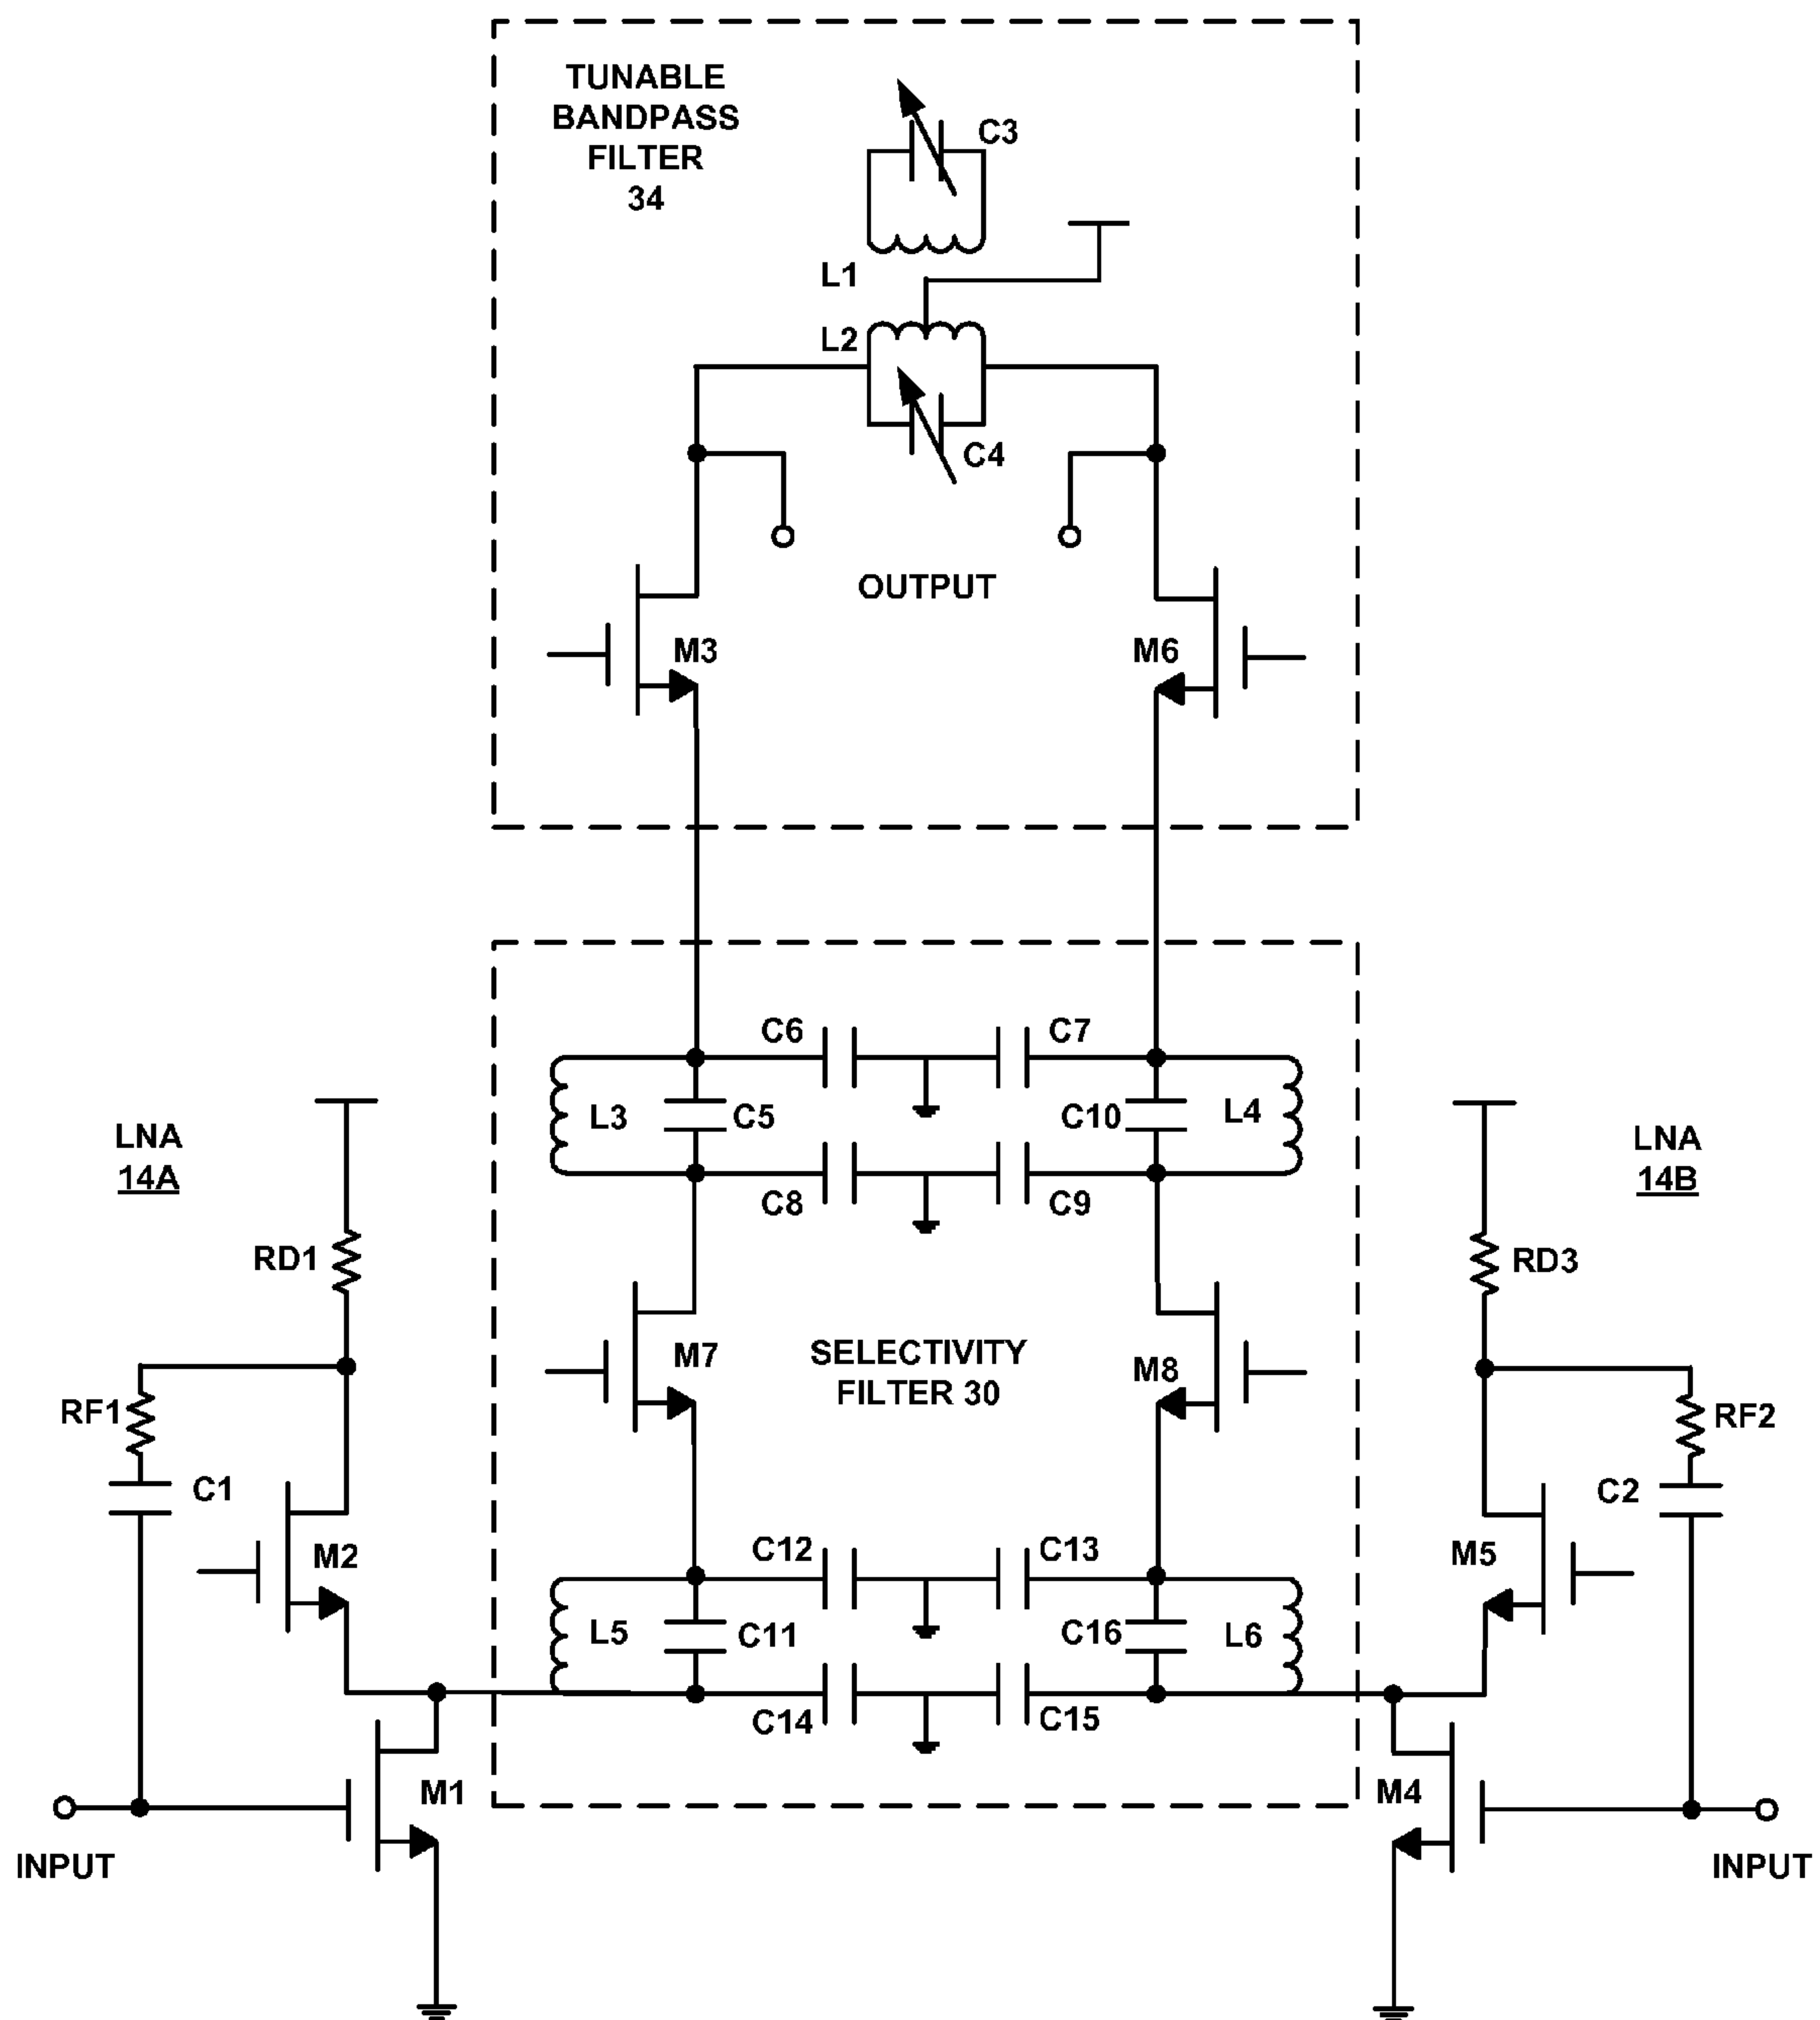 TUNABLE
BANDPASS
FILTER
34
C3
L1
L2
C4
OUTPUT
M3
M6
C6
C7
L3
C5
C10
L4
C8
C9
LNA
14A
LNA
14B
RD1
RD3
M7
SELECTIVITY
FILTER 30
M8
RF1
RF2
C1
C2
M2
M5
C12
C13
L5
C11
C16
L6
C14
C15
M1
M4
INPUT
INPUT